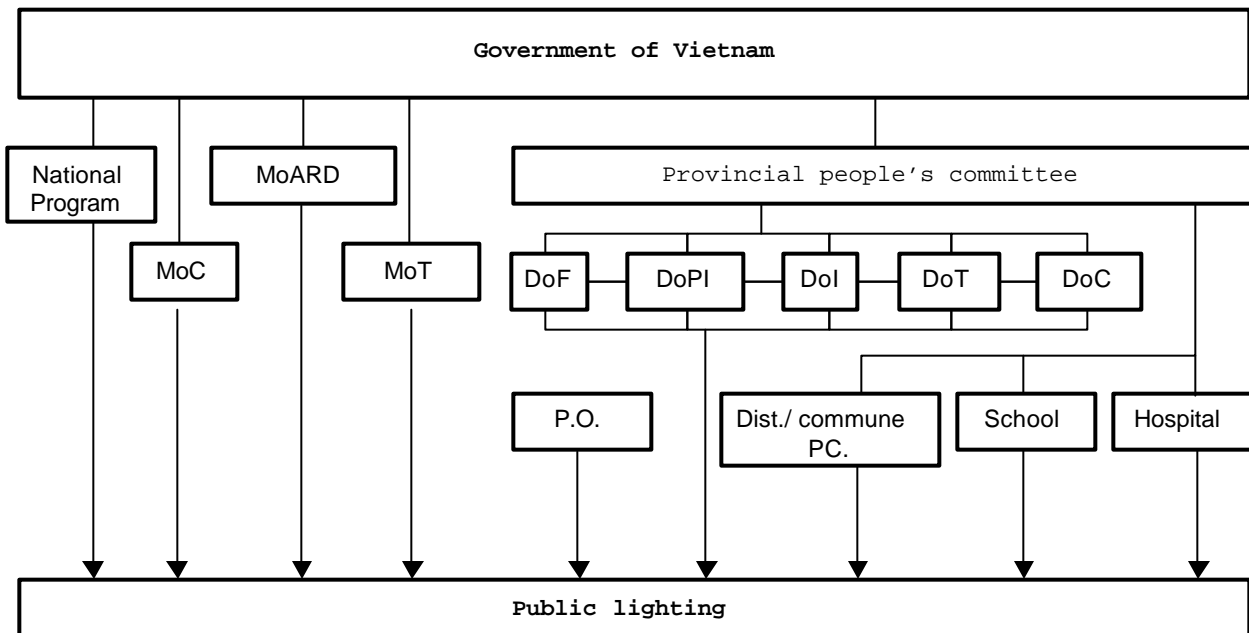 Government of Vietnam
National
Program
MoARD
Provincial people's committee
MoC
MoT
DoF
DoPI
DoI
DoT
DoC
P.O.
Dist./ commune
PC.
School
Hospital
Public lighting